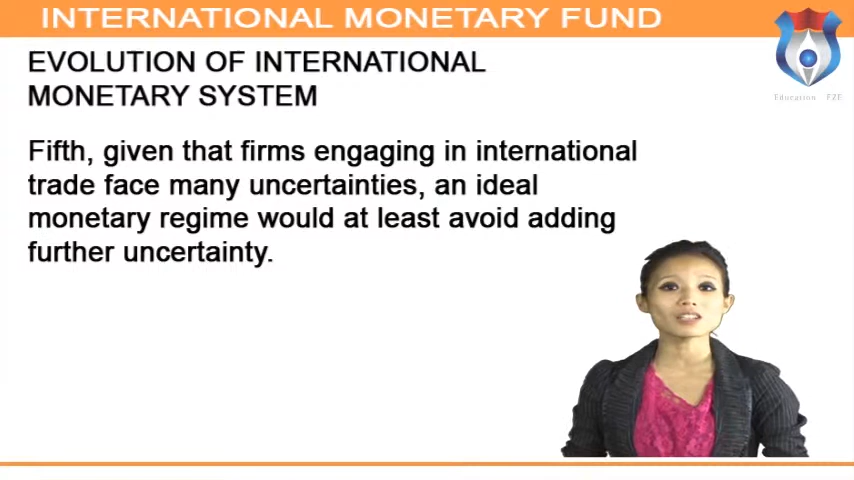 INTERNATIONAL MONETARY FUND
EVOLUTION OF INTERNATIONAL
MONETARY SYSTEM
Fifth, given that firms engaging in international
trade face many uncertainties, an ideal
monetary regime would at least avoid adding
further uncertainty.
Education FZE